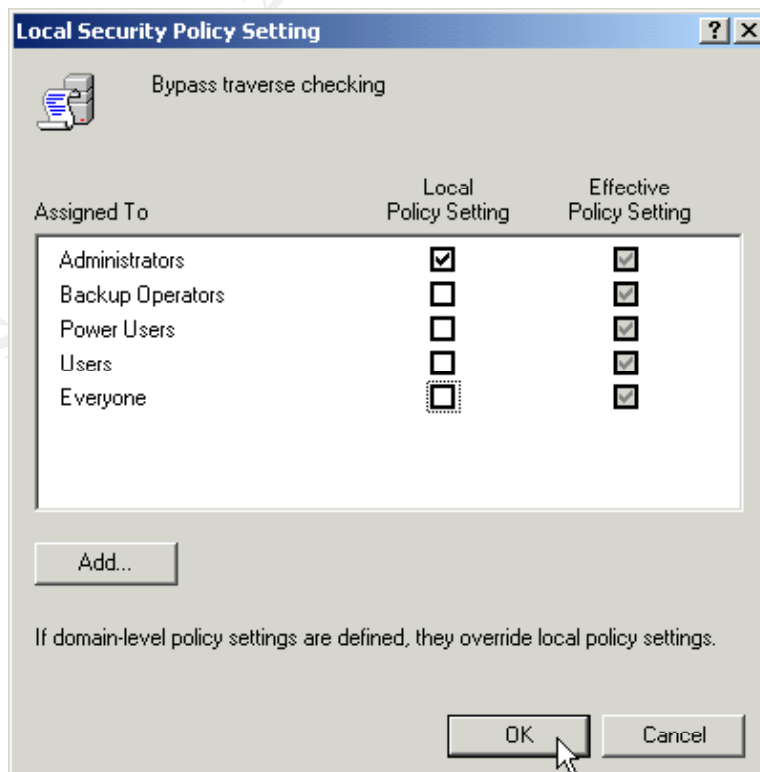 Local Security Policy Setting
Bypass traverse checking
Local Effective
Assigned To Policy Setting Policy Setting
Administrators
Backup Operators
Power Users
Users
Everyone
Add...
If domain-level policy settings are defined, they override local policy settings.
OK Cancel